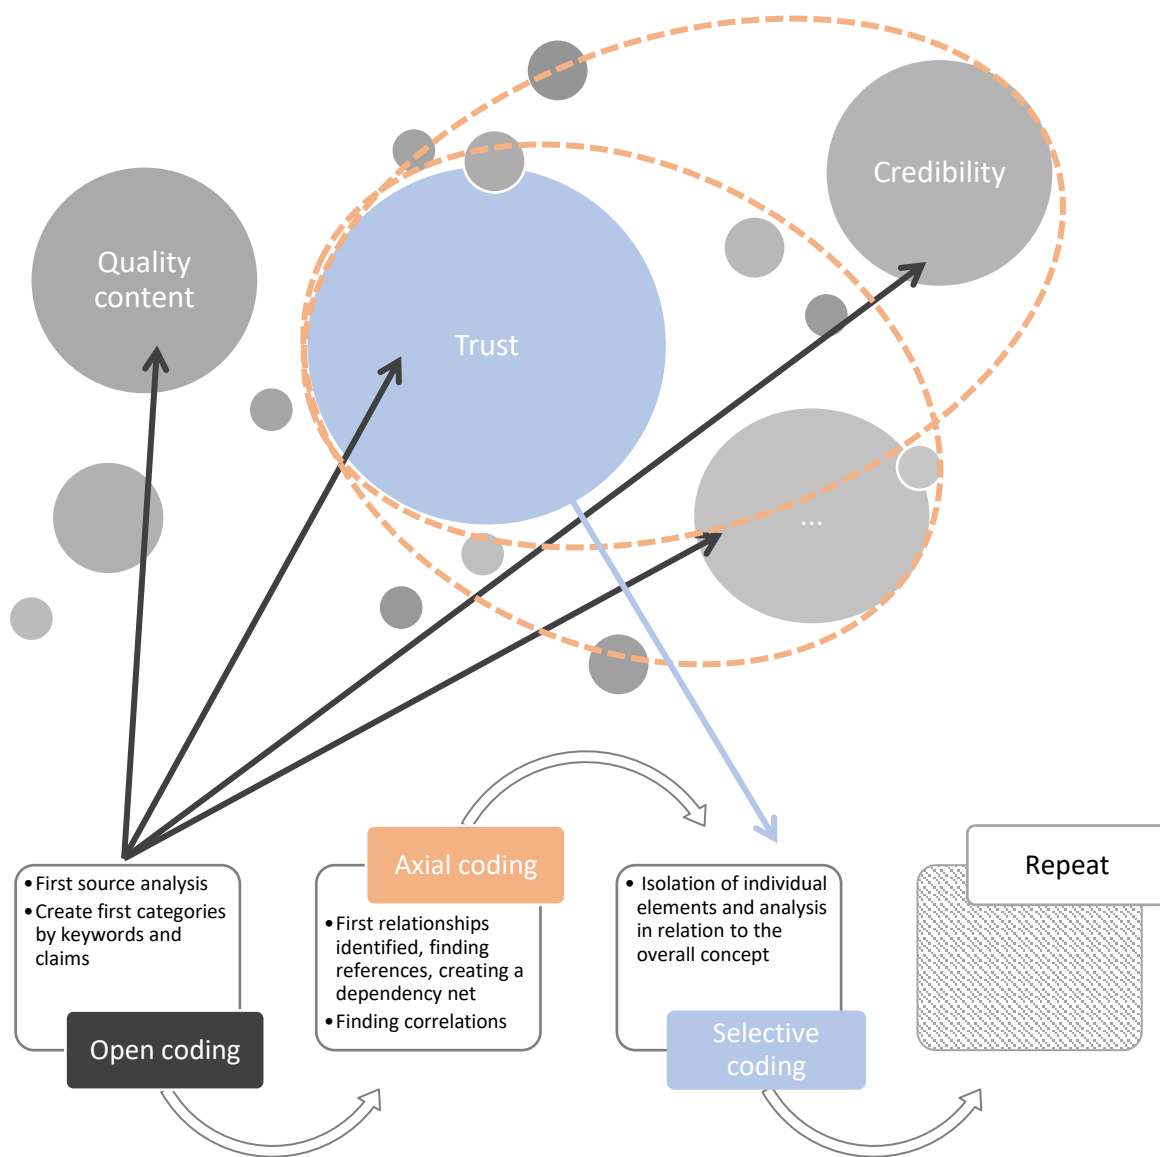 Credibility
Quality
content
Trust
...
• First source analysis
• Create first categories
by keywords and
claims
Open coding
Axial coding
• First relationships
identified, finding
references, creating a
dependency net
• Finding correlations
• Isolation of individual
elements and analysis
in relation to the
overall concept
Selective
coding
Repeat